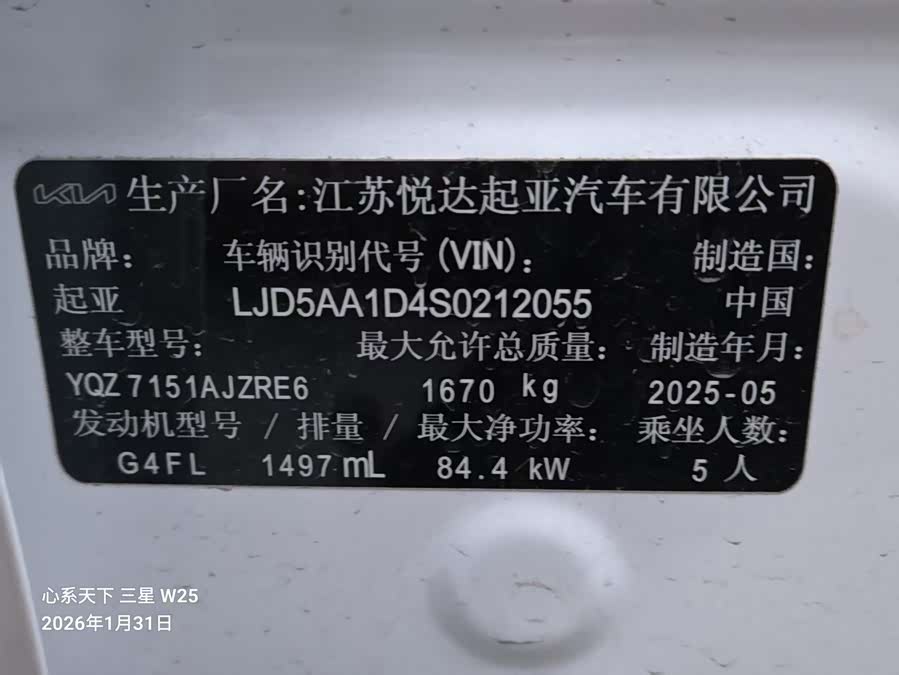 KIA 生产厂名:江苏悦达起亚汽车有限公司
品牌: 车辆识别代号(VIN): 制造国:
起亚 LJD5AA1D4S0212055 中国
整车型号: 最大允许总质量: 制造年月:
YQZ7151AJZRE6 1670 kg 2025-05
发动机型号 / 排量 / 最大净功率: 乘坐人数:
G4FL 1497mL 84.4 kW 5 人
心系天下 三星 W25
2026年1月31日